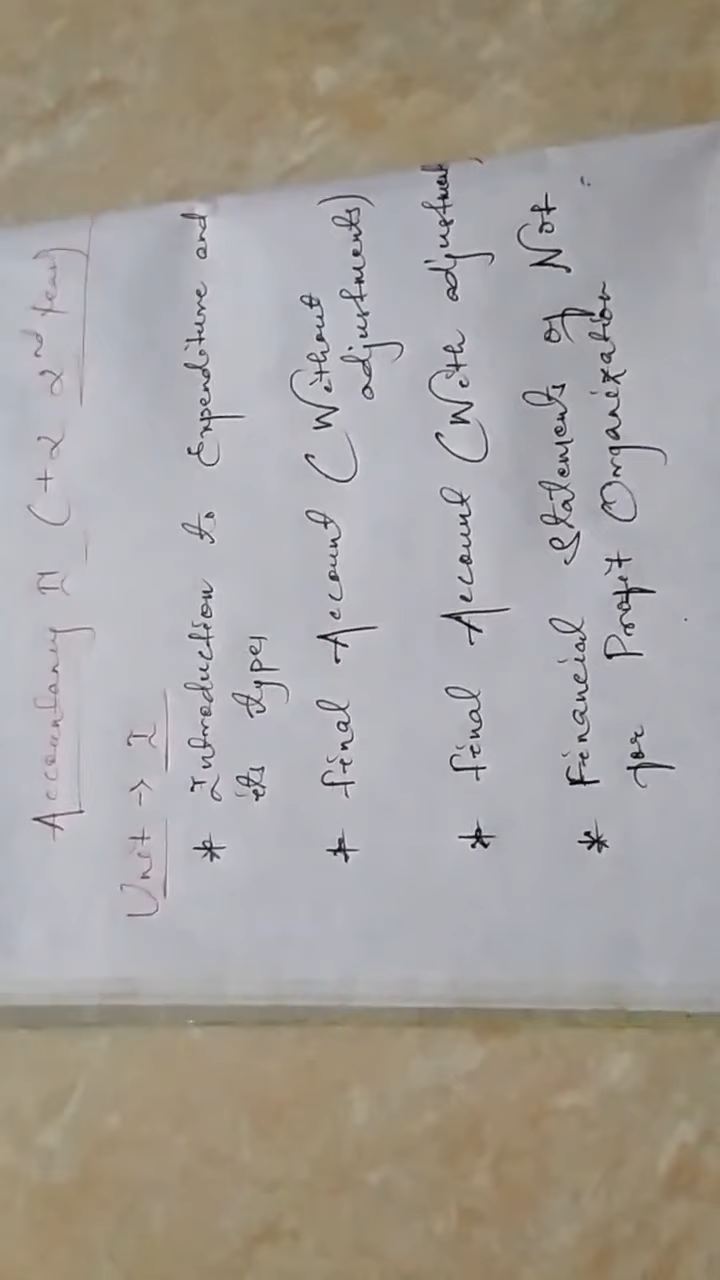 Accountancy II (+2 2nd year)
Unit → I
* Introduction to Expenditure and
its types
* final Account (Without
adjustments)
* final Account (With adjustment
* Financial Statements of Not
for Profit Organization